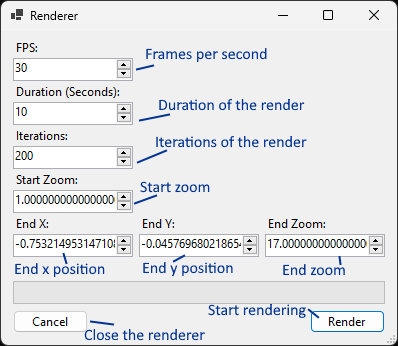 Renderer
FPS:
30
Frames per second
Duration (Seconds):
10
Duration of the render
Iterations:
200
Iterations of the render
Start Zoom:
1.000000000000000
Start zoom
End X: End Y: End Zoom:
-0.75321495314710 -0.0457696802186 17.00000000000000
End x position End y position End zoom
Start rendering
Cancel Render
Close the renderer